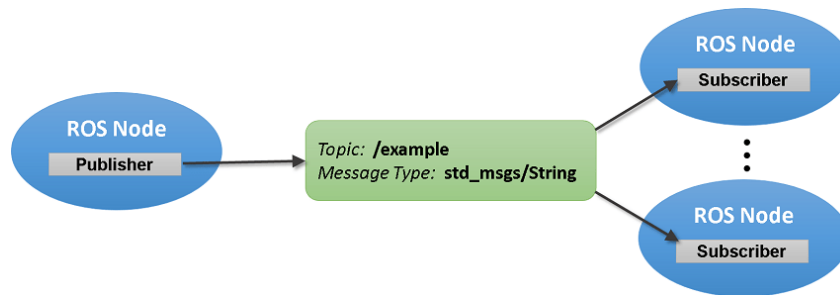 ROS Node
Publisher
Topic: /example
Message Type: std_msgs/String
ROS Node
Subscriber
ROS Node
Subscriber